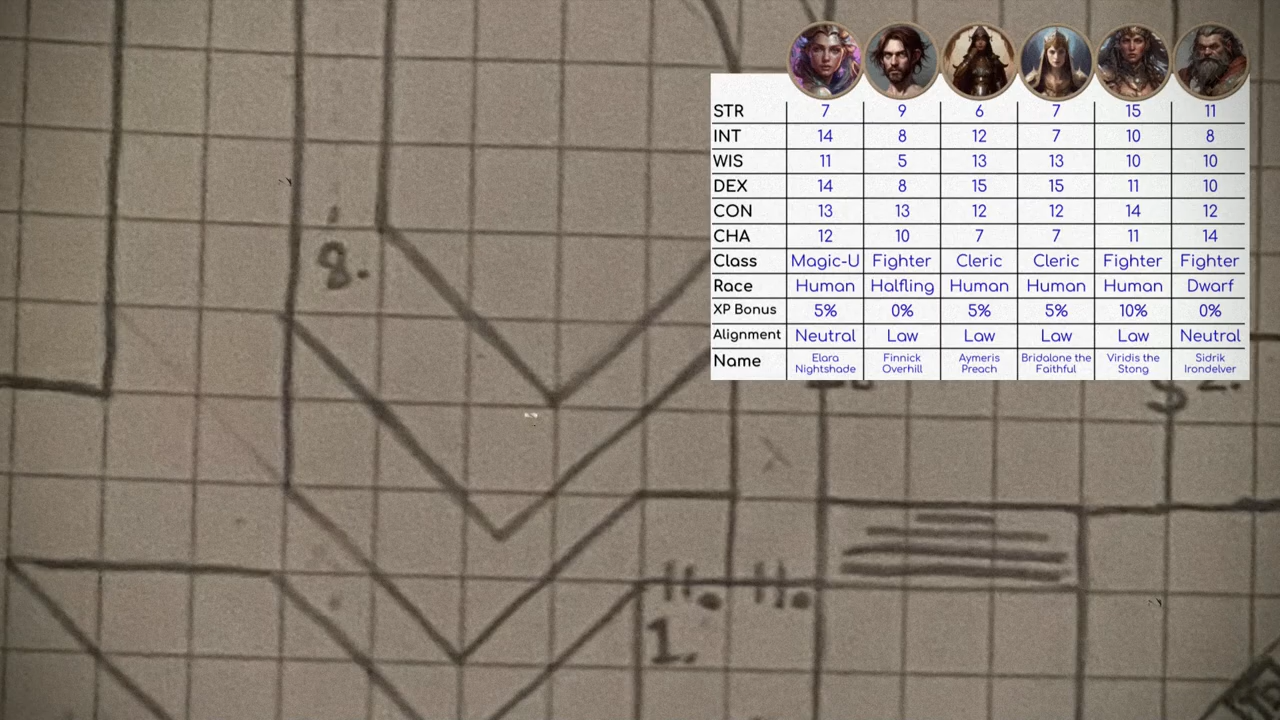 STR 7 9 6 7 15 11
INT 14 8 12 7 10 8
WIS 11 5 13 13 10 10
DEX 14 8 15 15 11 10
CON 13 13 12 12 14 12
CHA 12 10 7 7 11 14
Class Magic-U Fighter Cleric Cleric Fighter Fighter
Race Human Halfling Human Human Human Dwarf
XP Bonus 5% 0% 5% 5% 10% 0%
Alignment Neutral Law Law Law Law Neutral
Name Elara Nightshade Finnick Overhill Aymeris Preach Bridalone the Faithful Viridis the Stong Sidrik Irondelver
8.
1.